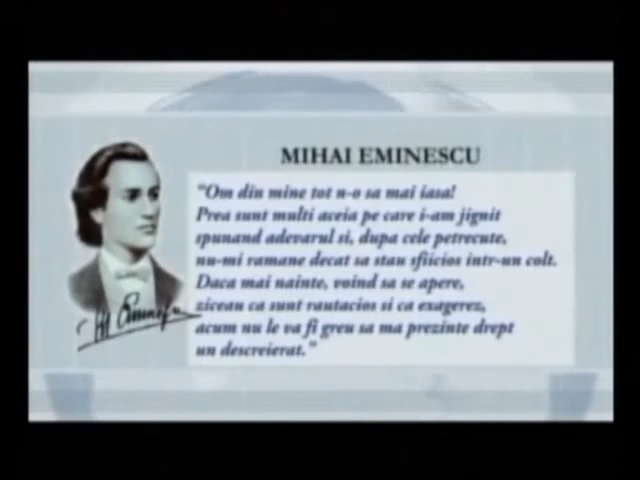 MIHAI EMINESCU
"Om din mine tot n-o sa mai iasa!
Prea sunt multi aceia pe care i-am jignit
spunand adevarul si, dupa cele petrecute,
nu-mi ramane decat sa stau sfiicios intr-un colt.
Daca mai nainte, voind sa se apere,
ziceau ca sunt rautacios si ca exagerez,
acum nu le va fi greu sa ma prezinte drept
un descreierat."
M Eminescu